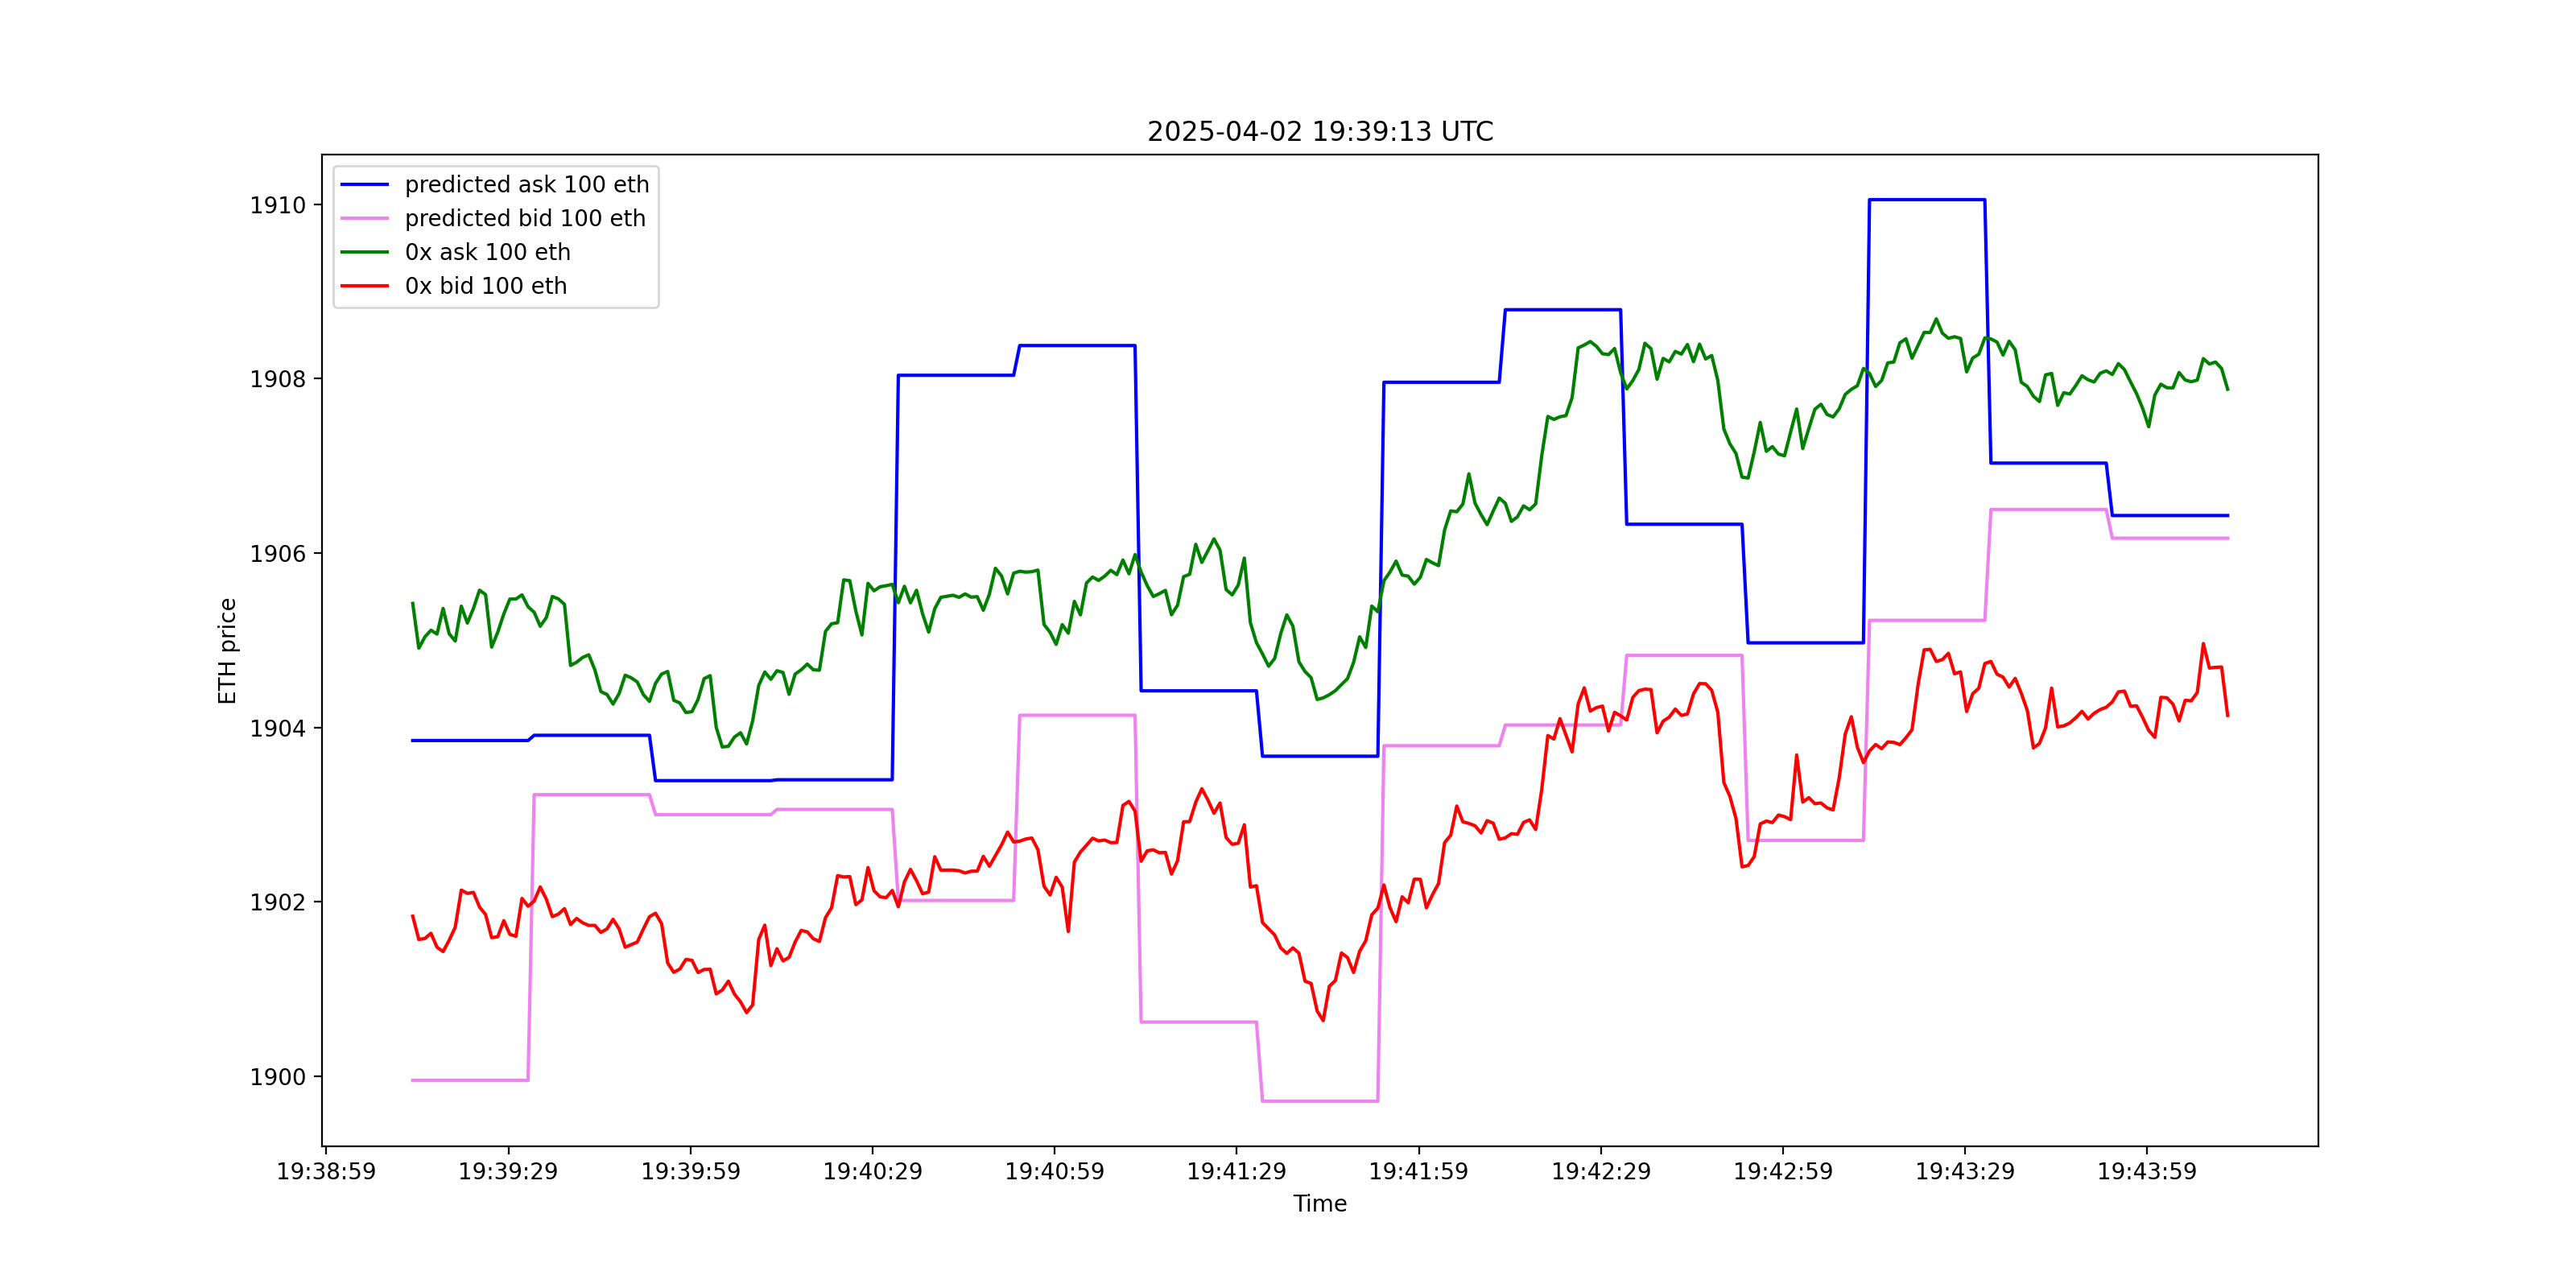 2025-04-02 19:39:13 UTC
predicted ask 100 eth
predicted bid 100 eth
0x ask 100 eth
0x bid 100 eth
ETH price
1910
1908
1906
1904
1902
1900
19:38:59 19:39:29 19:39:59 19:40:29 19:40:59 19:41:29 19:41:59 19:42:29 19:42:59 19:43:29 19:43:59
Time